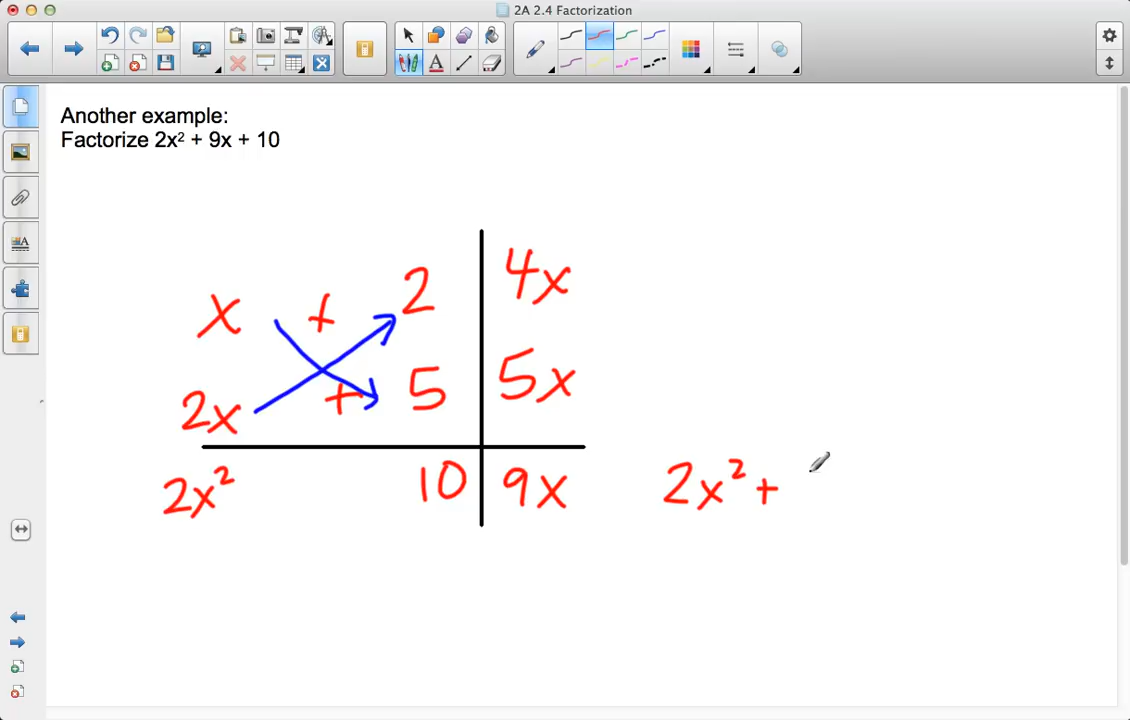 2A 2.4 Factorization
Another example:
Factorize 2x² + 9x + 10
x + 2 4x
2x + 5 5x
2x² 10 9x 2x² +